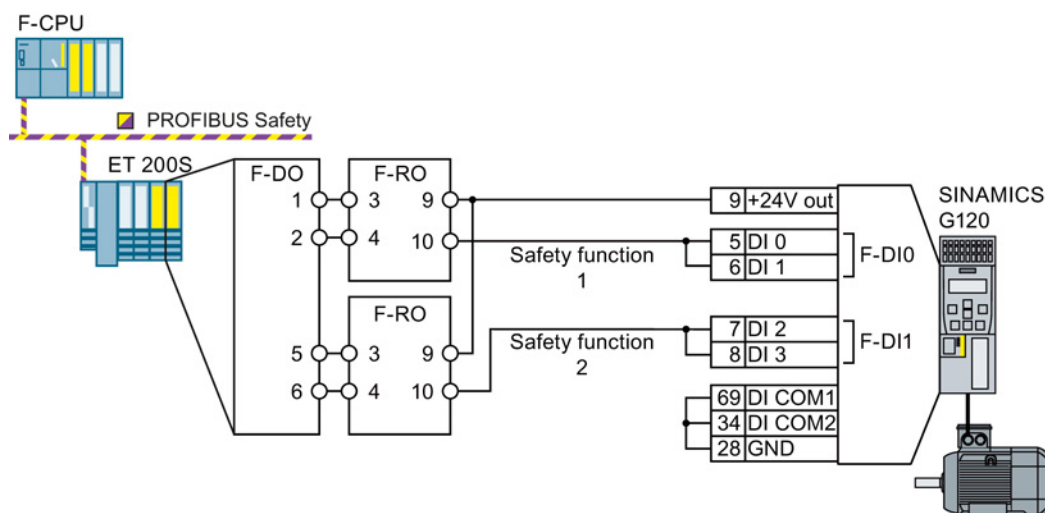 F-CPU
PROFIBUS Safety
ET 200S
F-DO
1
2
5
6
F-RO
3 9
4 10
F-RO
3 9
4 10
Safety function
1
Safety function
2
9 +24V out
5 DI 0
6 DI 1
F-DI0
7 DI 2
8 DI 3
F-DI1
69 DI COM1
34 DI COM2
28 GND
SINAMICS
G120